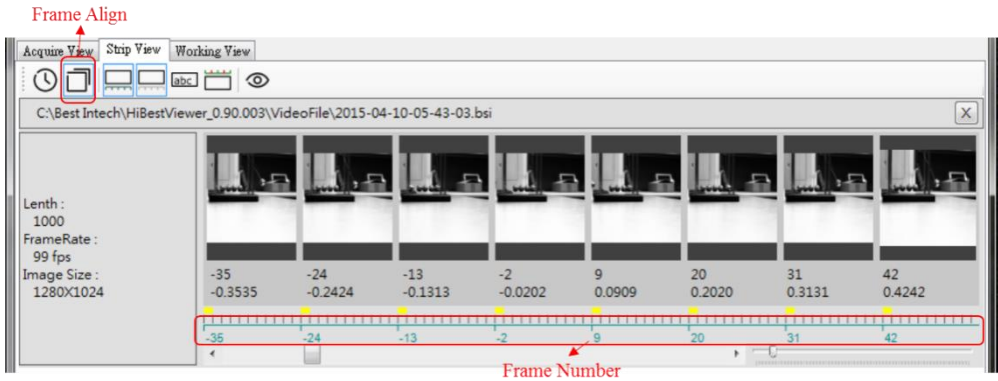 Frame Align
Acquire View Strip View Working View
abc
C:\Best Intech\HiBestViewer_0.90.003\VideoFile\2015-04-10-05-43-03.bsi X
Lenth :
1000
FrameRate :
99 fps
Image Size :
1280X1024
-35 -24 -13 -2 9 20 31 42
-0.3535 -0.2424 -0.1313 -0.0202 0.0909 0.2020 0.3131 0.4242
-35 -24 -13 -2 9 20 31 42
Frame Number